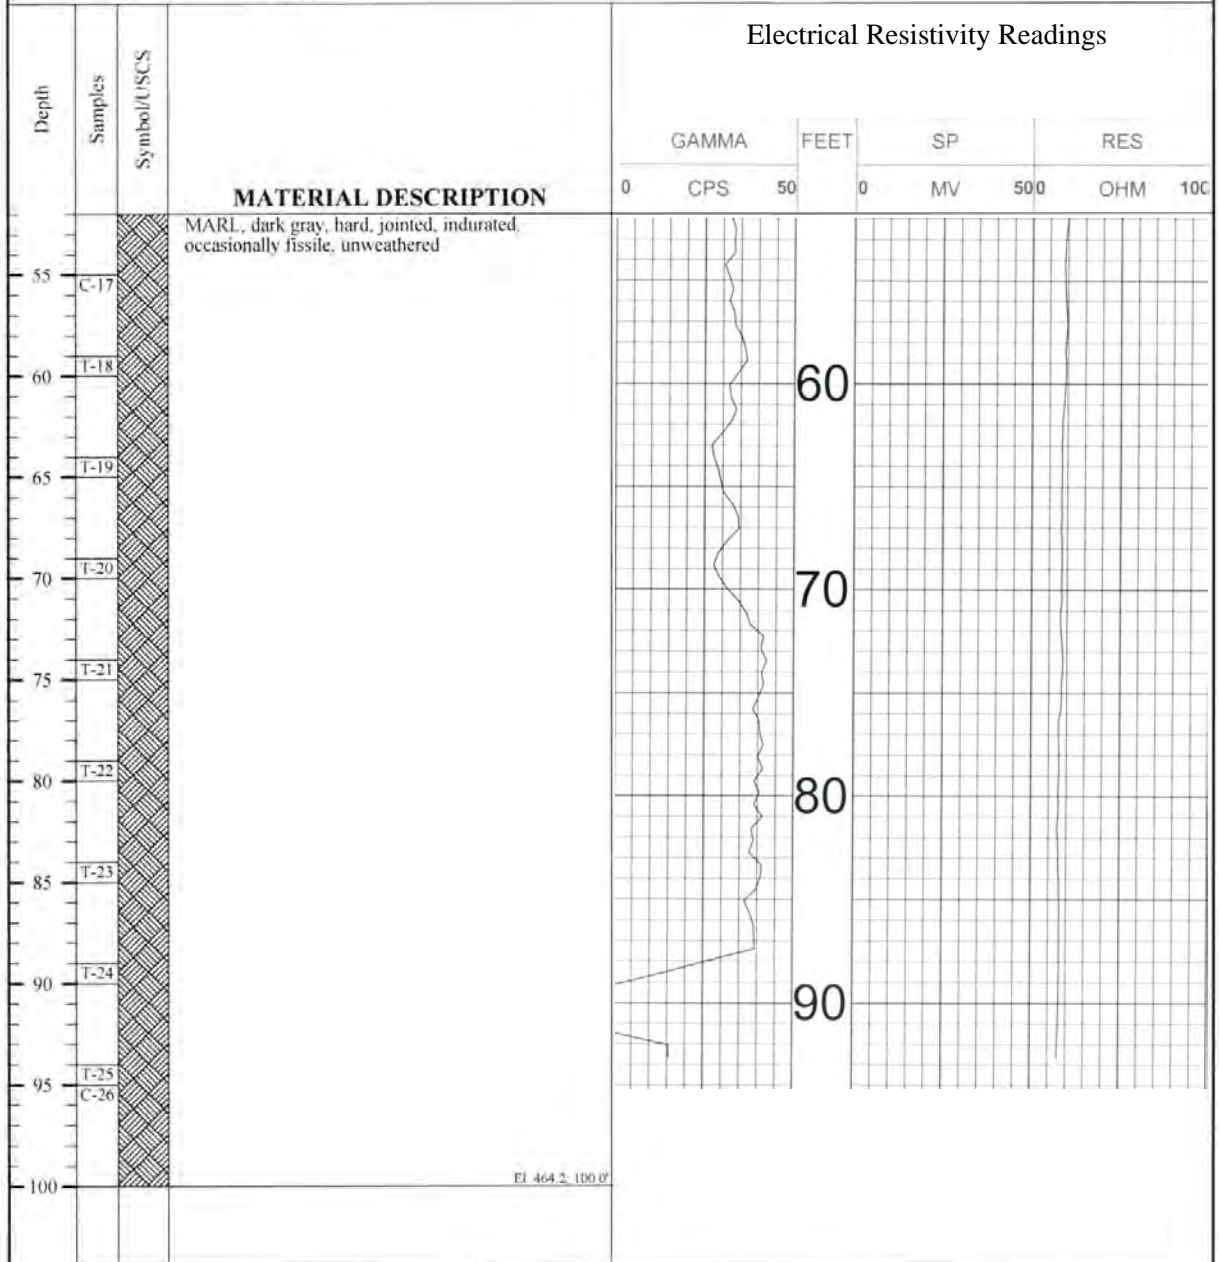 Electrical Resistivity Readings
Depth
Samples
Symbol/USCS
MATERIAL DESCRIPTION
GAMMA FEET SP RES
0 CPS 50 0 MV 500 OHM 100
MARL, dark gray, hard, jointed, indurated,
occasionally fissile, unweathered
55
C-17
T-18
60
60
T-19
65
T-20
70
70
T-21
75
T-22
80
80
T-23
85
T-24
90
90
T-25
95
C-26
El. 464.2; 100.0'
100